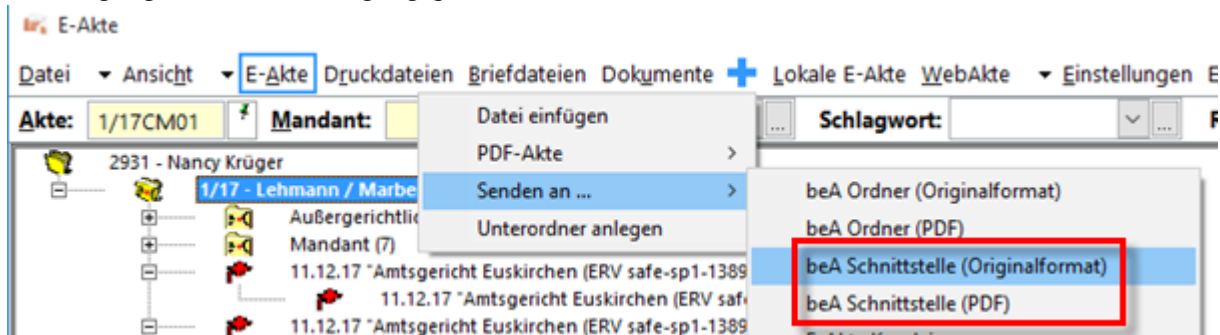 E-Akte
Datei Ansicht E-Akte Druckdateien Briefdateien Dokumente Lokale E-Akte WebAkte Einstellungen
Akte: 1/17CM01 Mandant: ... Schlagwort: ...
2931 - Nancy Krüger
1/17 - Lehmann / Marbe
Außergerichtlic
Mandant (7)
11.12.17 "Amtsgericht Euskirchen (ERV safe-sp1-1389
11.12.17 "Amtsgericht Euskirchen (ERV safe
11.12.17 "Amtsgericht Euskirchen (ERV safe-sp1-1389
Datei einfügen
PDF-Akte
Senden an ...
Unterordner anlegen
beA Ordner (Originalformat)
beA Ordner (PDF)
beA Schnittstelle (Originalformat)
beA Schnittstelle (PDF)